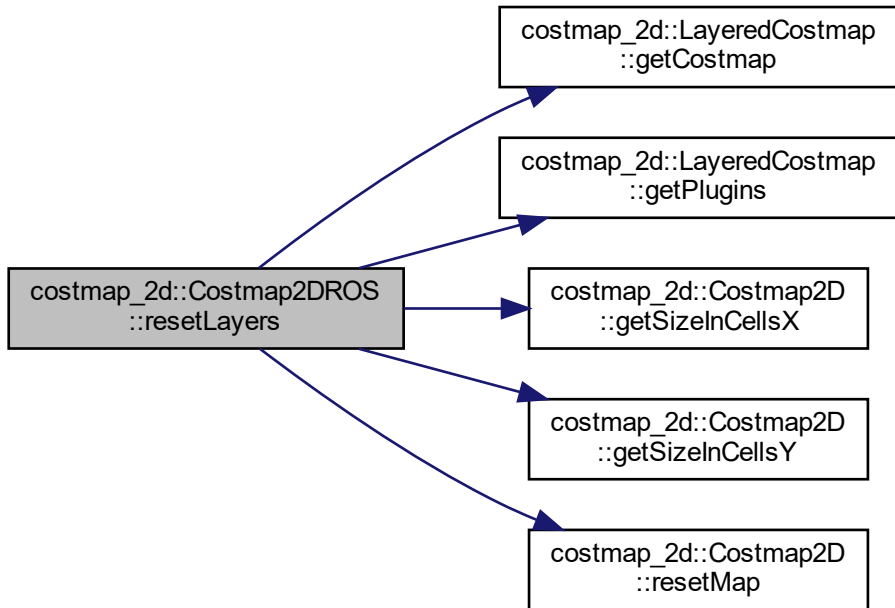 costmap_2d::LayeredCostmap
::getCostmap
costmap_2d::LayeredCostmap
::getPlugins
costmap_2d::Costmap2DROS
::resetLayers
costmap_2d::Costmap2D
::getSizeInCellsX
costmap_2d::Costmap2D
::getSizeInCellsY
costmap_2d::Costmap2D
::resetMap